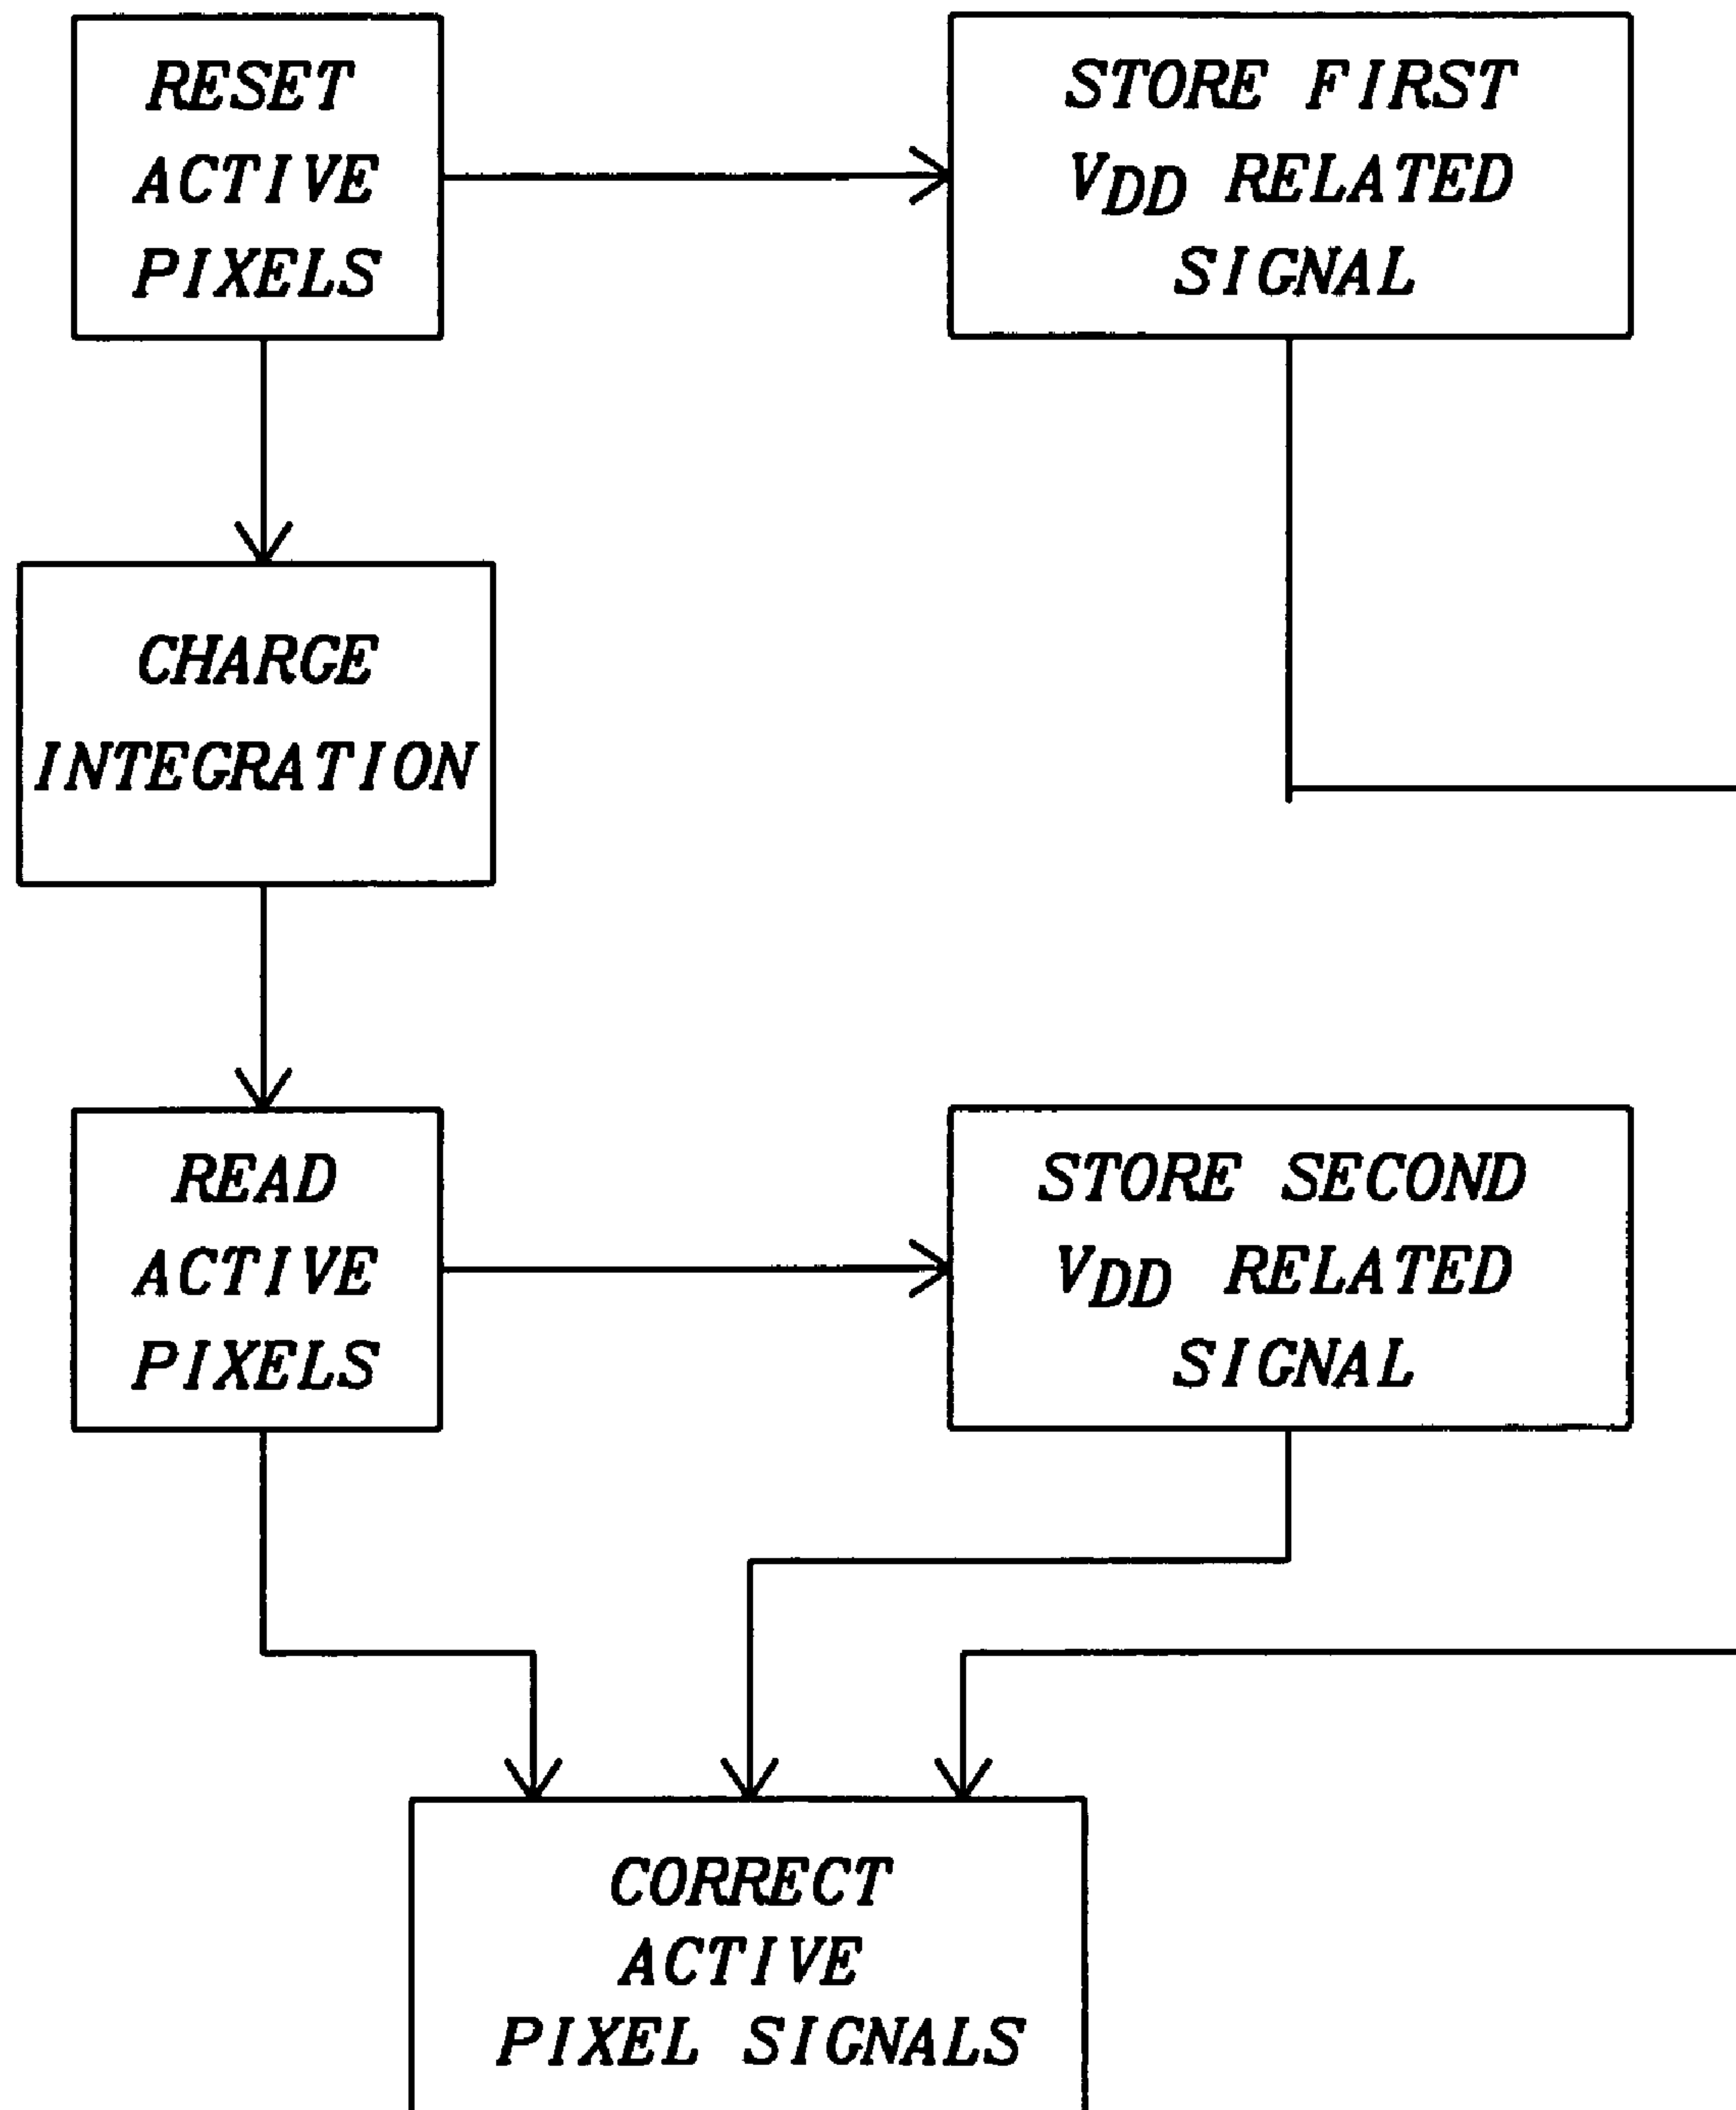 RESET
ACTIVE
PIXELS
STORE FIRST
VDD RELATED
SIGNAL
CHARGE
INTEGRATION
READ
ACTIVE
PIXELS
STORE SECOND
VDD RELATED
SIGNAL
CORRECT
ACTIVE
PIXEL SIGNALS